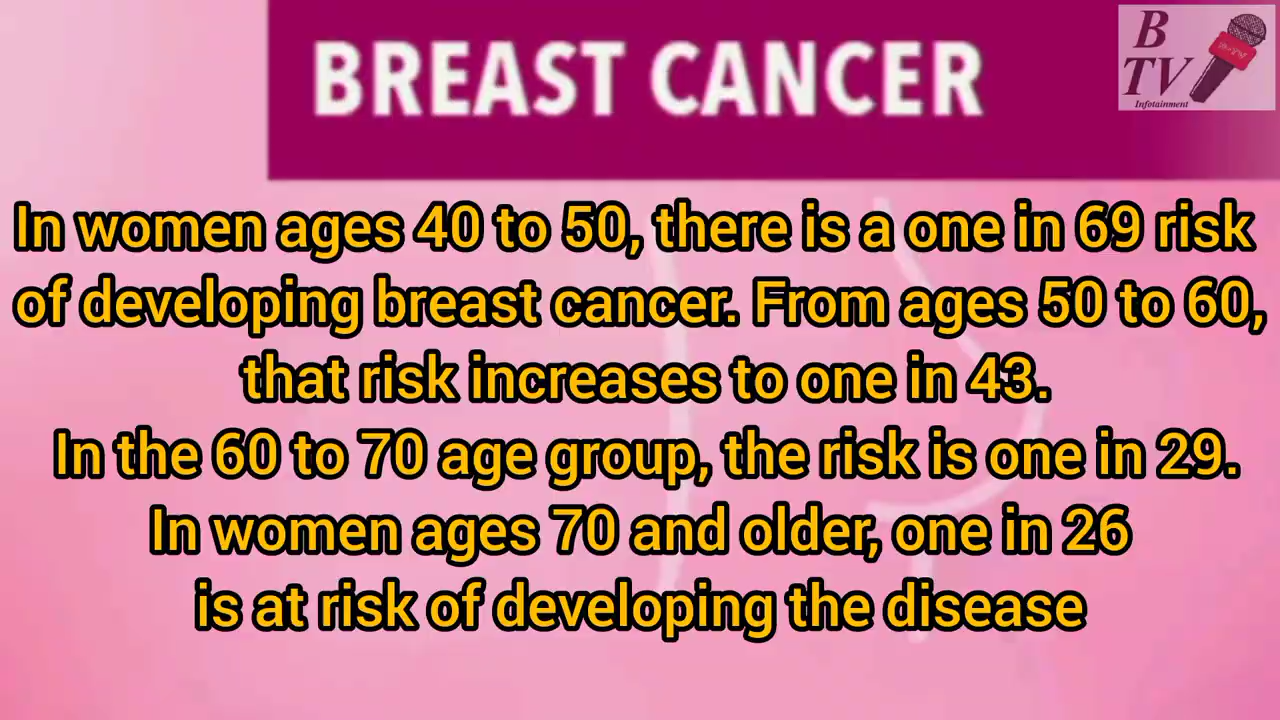 BREAST CANCER
B
TV
Infotainment
In women ages 40 to 50, there is a one in 69 risk
of developing breast cancer. From ages 50 to 60,
that risk increases to one in 43.
In the 60 to 70 age group, the risk is one in 29.
In women ages 70 and older, one in 26
is at risk of developing the disease